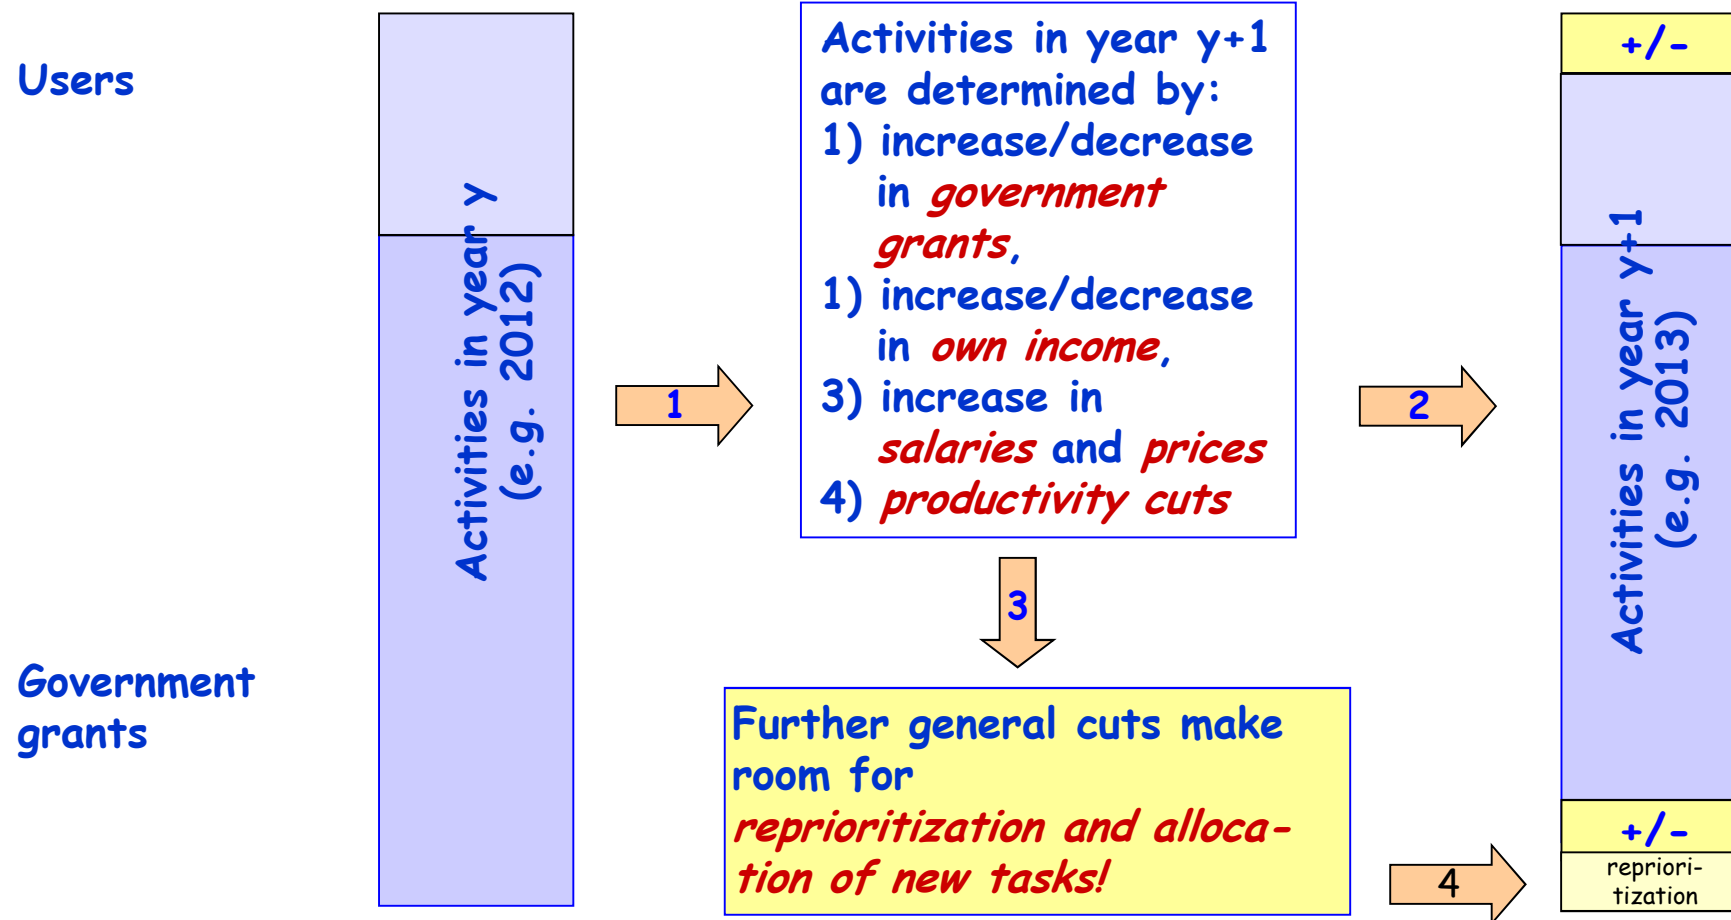 Users
Government
grants
Activities in year y
(e.g. 2012)
1
Activities in year y+1
are determined by:
1) increase/decrease
in government
grants,
1) increase/decrease
in own income,
3) increase in
salaries and prices
4) productivity cuts
2
3
Further general cuts make
room for
reprioritization and alloca-
tion of new tasks!
4
+/-
Activities in year y+1
(e.g. 2013)
+/-
repriori-
tization